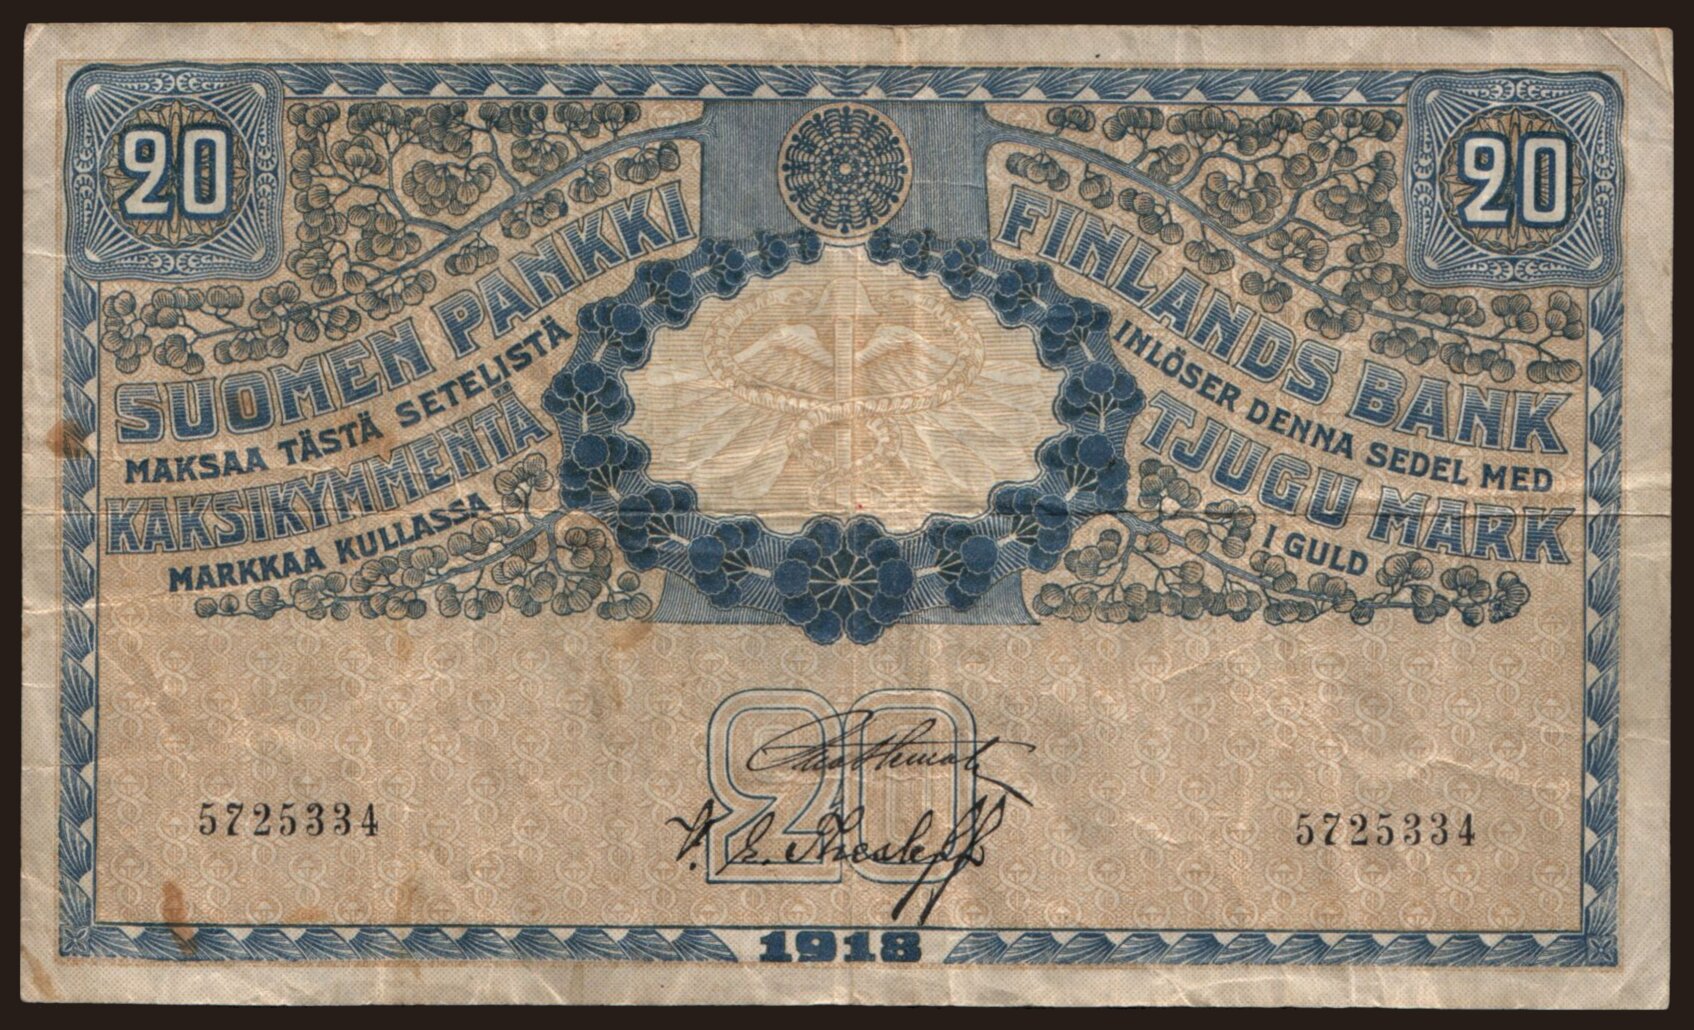 20
20
SUOMEN PANKKI
MAKSAA TÄSTÄ SETELISTÄ
KAKSIKYMMENTÄ
MARKKAA KULLASSA
FINLANDS BANK
INLÖSER DENNA SEDEL MED
TJUGU MARK
I GULD
20
V. E. Thesleff
5725334
5725334
1918